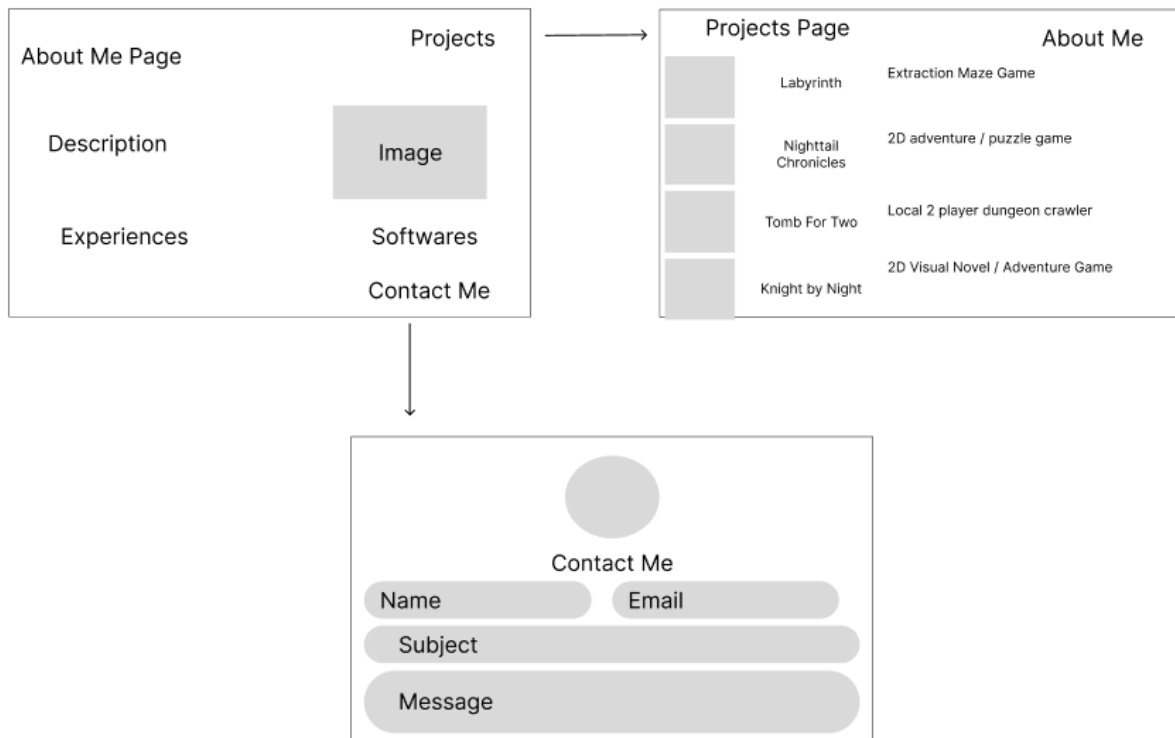 About Me Page
Projects
Description
Image
Experiences
Softwares
Contact Me
Projects Page
About Me
Labyrinth
Extraction Maze Game
Nighttail
Chronicles
2D adventure / puzzle game
Tomb For Two
Local 2 player dungeon crawler
Knight by Night
2D Visual Novel / Adventure Game
Contact Me
Name
Email
Subject
Message